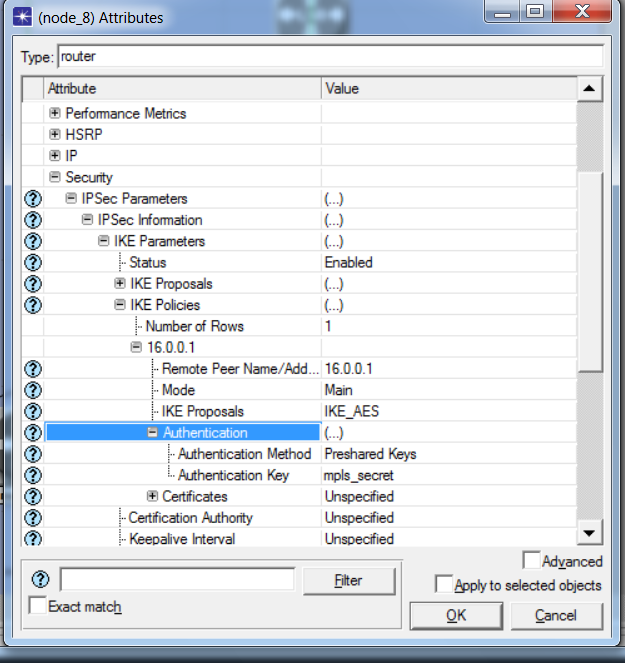 (node_8) Attributes
Type: router
Attribute Value
Performance Metrics
HSRP
IP
Security
IPSec Parameters (...)
IPSec Information (...)
IKE Parameters (...)
Status Enabled
IKE Proposals (...)
IKE Policies (...)
Number of Rows 1
16.0.0.1
Remote Peer Name/Add... 16.0.0.1
Mode Main
IKE Proposals IKE_AES
Authentication (...)
Authentication Method Preshared Keys
Authentication Key mpls_secret
Certificates Unspecified
Certification Authority Unspecified
Keepalive Interval Unspecified
Advanced
Filter
Apply to selected objects
Exact match
OK Cancel